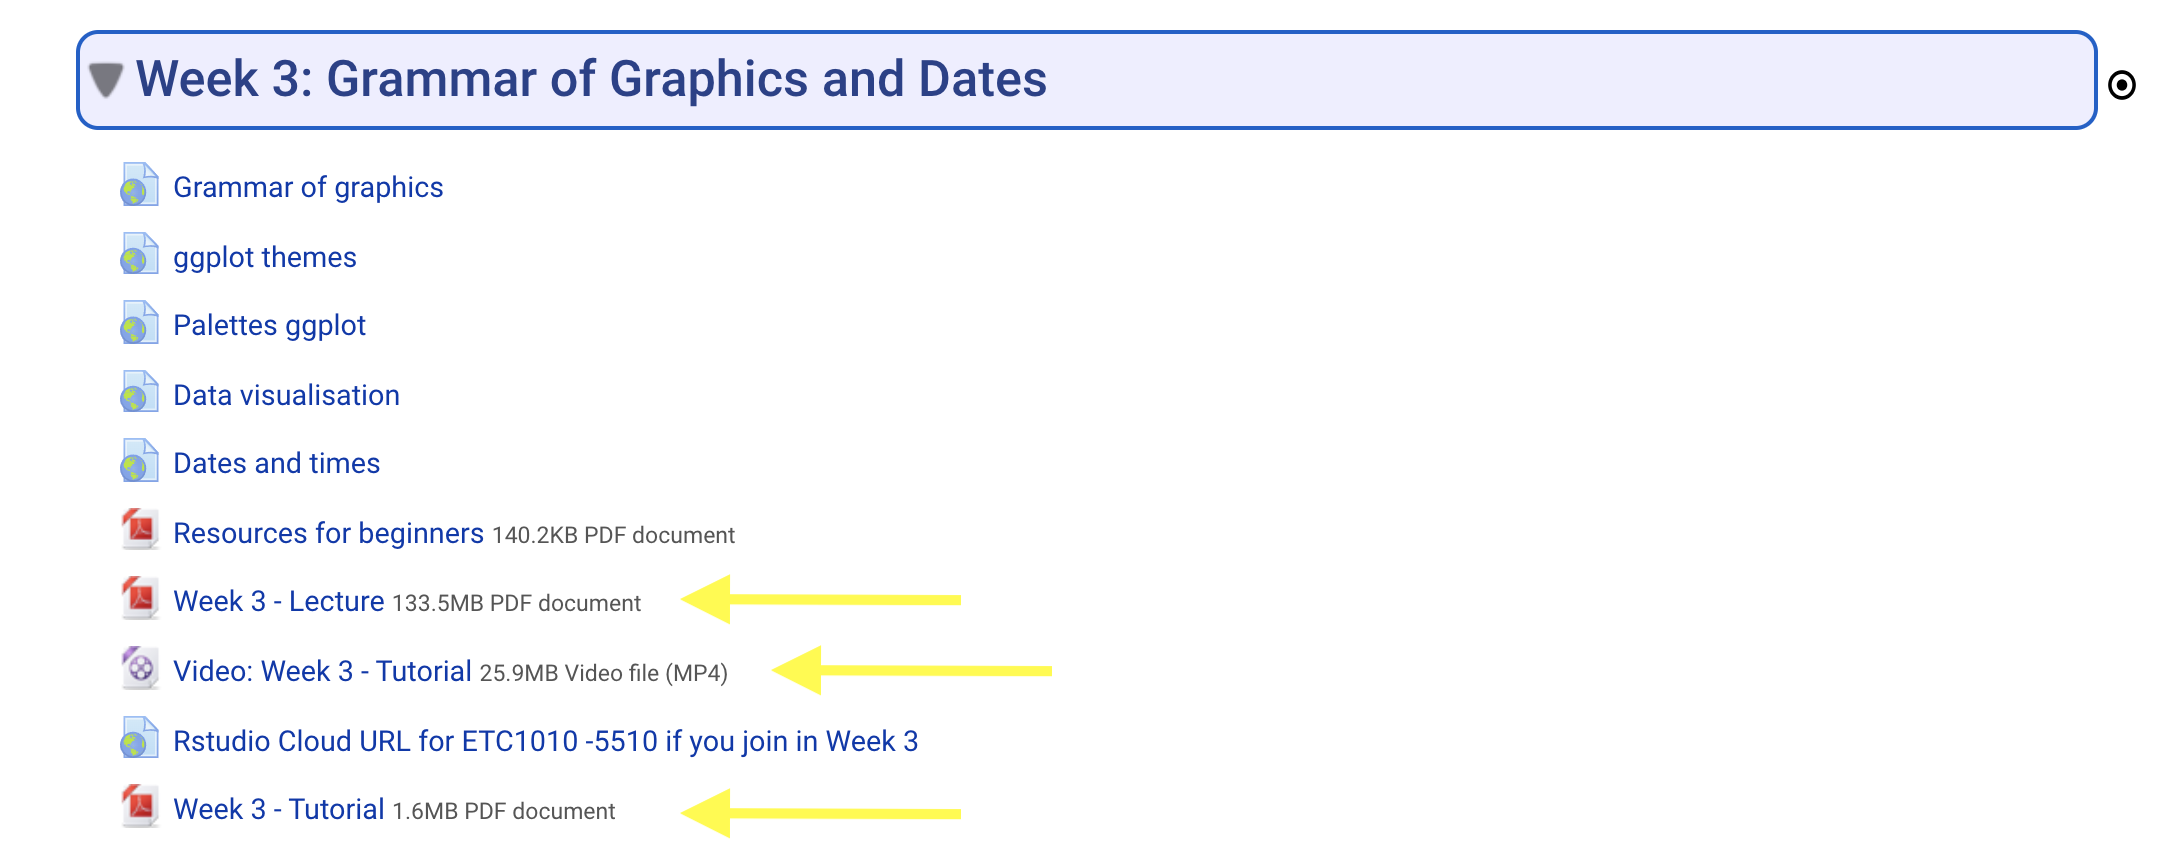 Week 3: Grammar of Graphics and Dates
Grammar of graphics
ggplot themes
Palettes ggplot
Data visualisation
Dates and times
Resources for beginners 140.2KB PDF document
Week 3 - Lecture 133.5MB PDF document
Video: Week 3 - Tutorial 25.9MB Video file (MP4)
Rstudio Cloud URL for ETC1010 -5510 if you join in Week 3
Week 3 - Tutorial 1.6MB PDF document